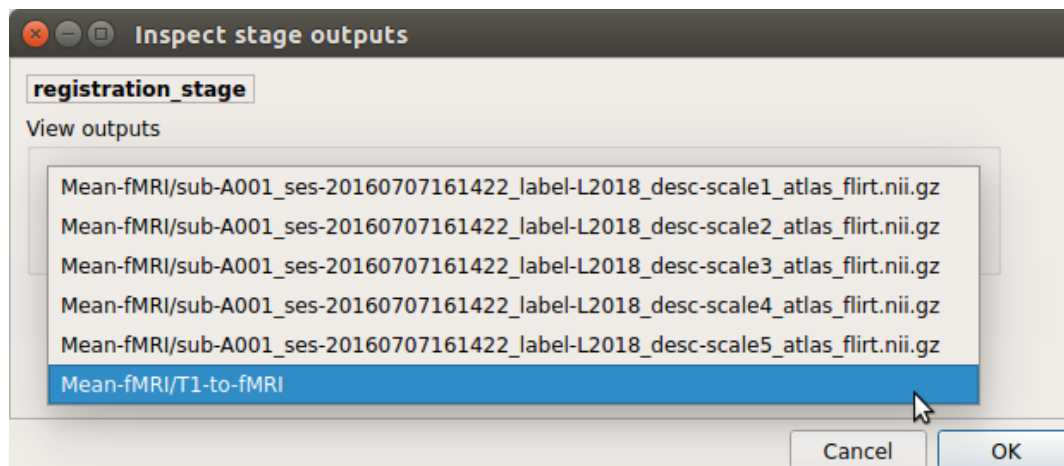 Inspect stage outputs
registration_stage
View outputs
Mean-fMRI/sub-A001_ses-20160707161422_label-L2018_desc-scale1_atlas_flirt.nii.gz
Mean-fMRI/sub-A001_ses-20160707161422_label-L2018_desc-scale2_atlas_flirt.nii.gz
Mean-fMRI/sub-A001_ses-20160707161422_label-L2018_desc-scale3_atlas_flirt.nii.gz
Mean-fMRI/sub-A001_ses-20160707161422_label-L2018_desc-scale4_atlas_flirt.nii.gz
Mean-fMRI/sub-A001_ses-20160707161422_label-L2018_desc-scale5_atlas_flirt.nii.gz
Mean-fMRI/T1-to-fMRI
Cancel OK